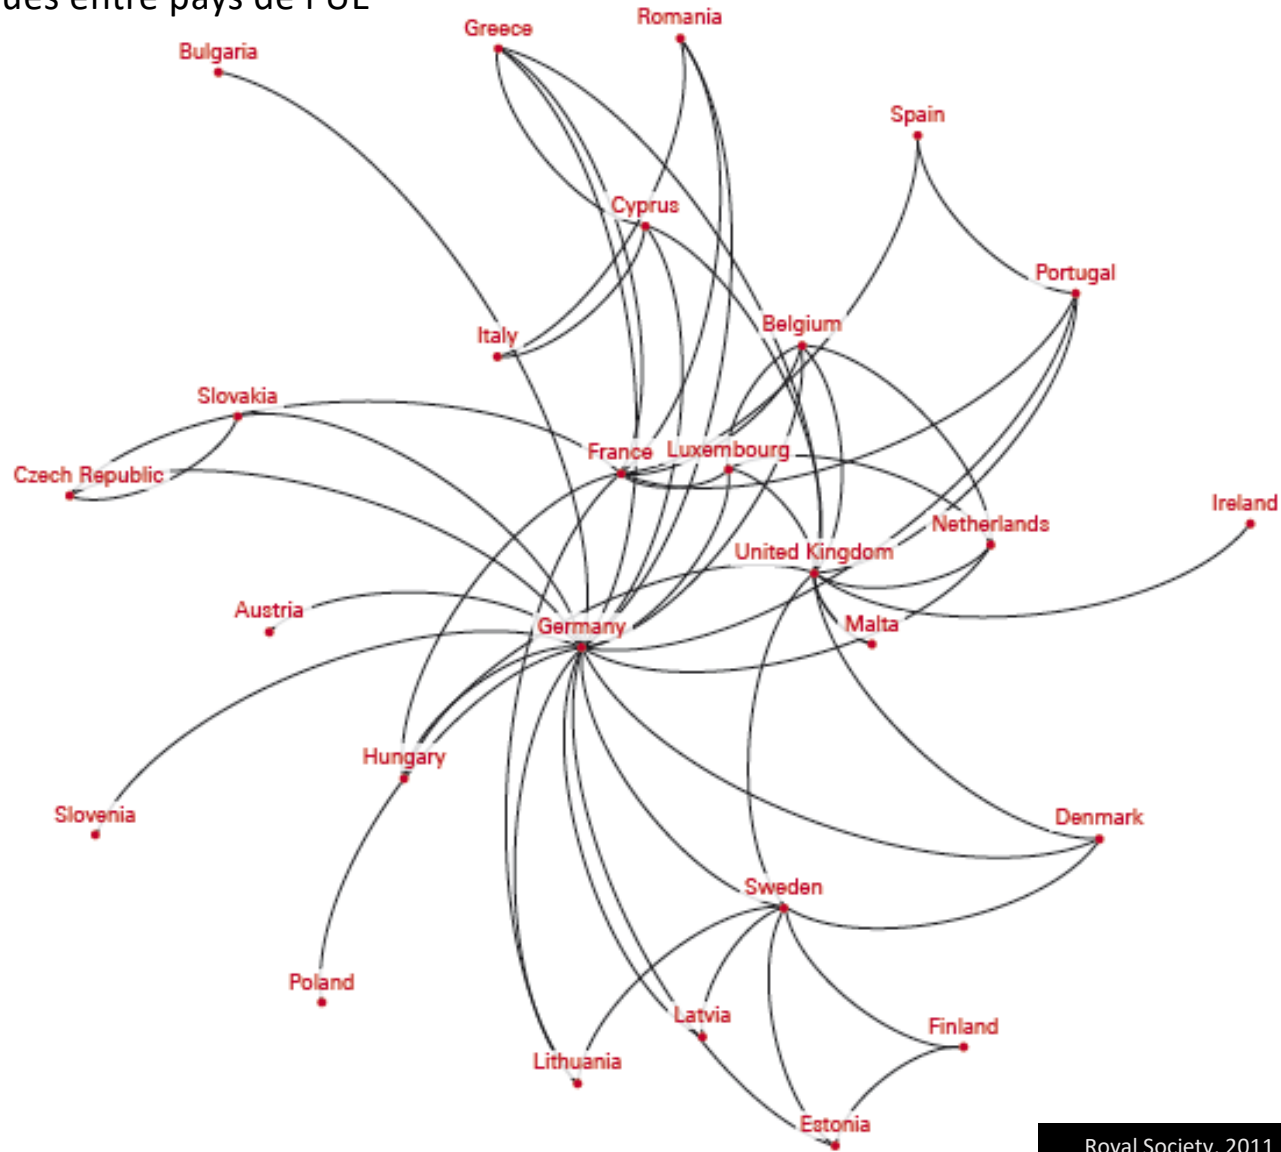 entre pays de l'UE
Romania
Greece
Bulgaria
Spain
Cyprus
Portugal
Belgium
Italy
Slovakia
France
Luxembourg
Czech Republic
Ireland
Netherlands
United Kingdom
Austria
Malta
Germany
Hungary
Slovenia
Denmark
Sweden
Poland
Latvia
Finland
Lithuania
Estonia
Royal Society, 2011